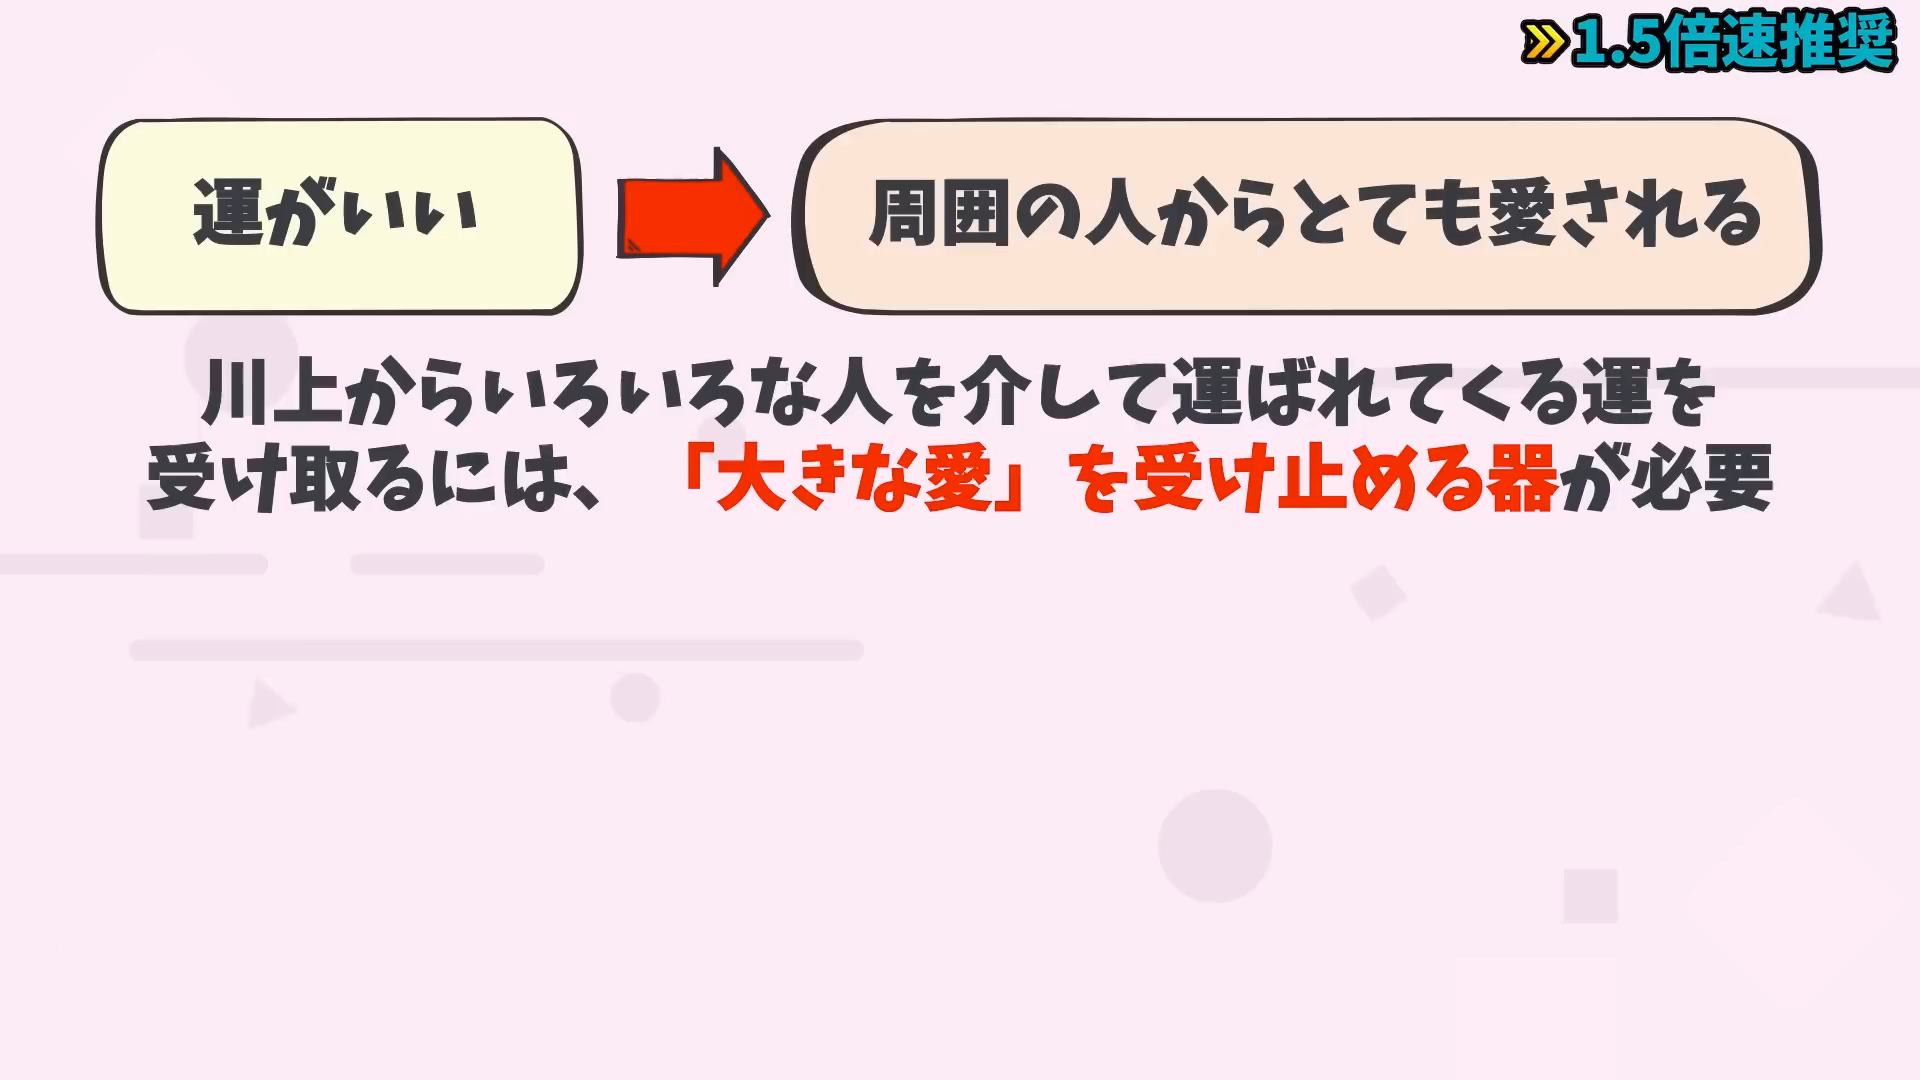 1.5倍速推奨
運がいい
周囲の人からとても愛される
川上からいろいろな人を介して運ばれてくる運を
受け取るには、「大きな愛」を受け止める器が必要